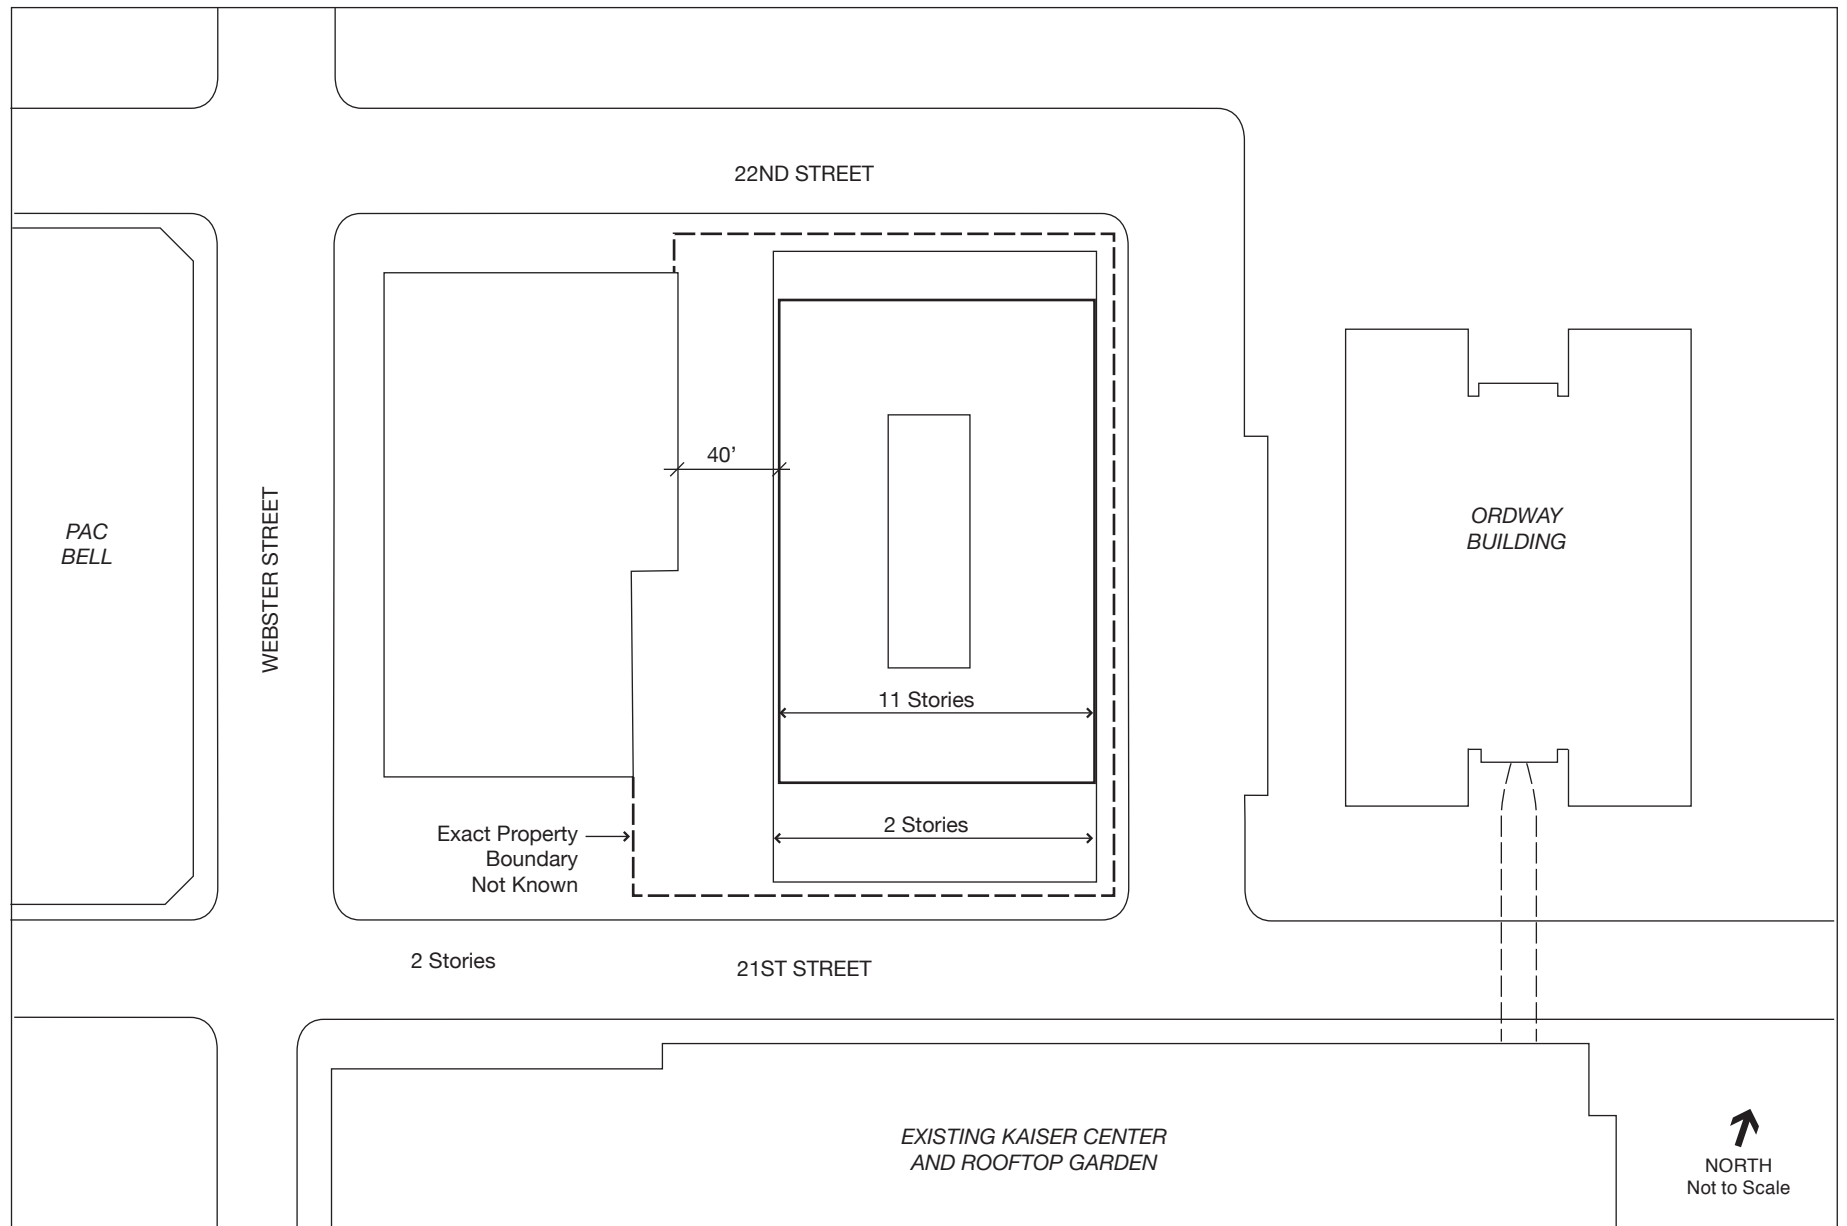 22ND STREET
40’
PAC
BELL
WEBSTER STREET
ORDWAY
BUILDING
11 Stories
2 Stories
Exact Property
Boundary
Not Known
2 Stories
21ST STREET
EXISTING KAISER CENTER
AND ROOFTOP GARDEN
NORTH
Not to Scale